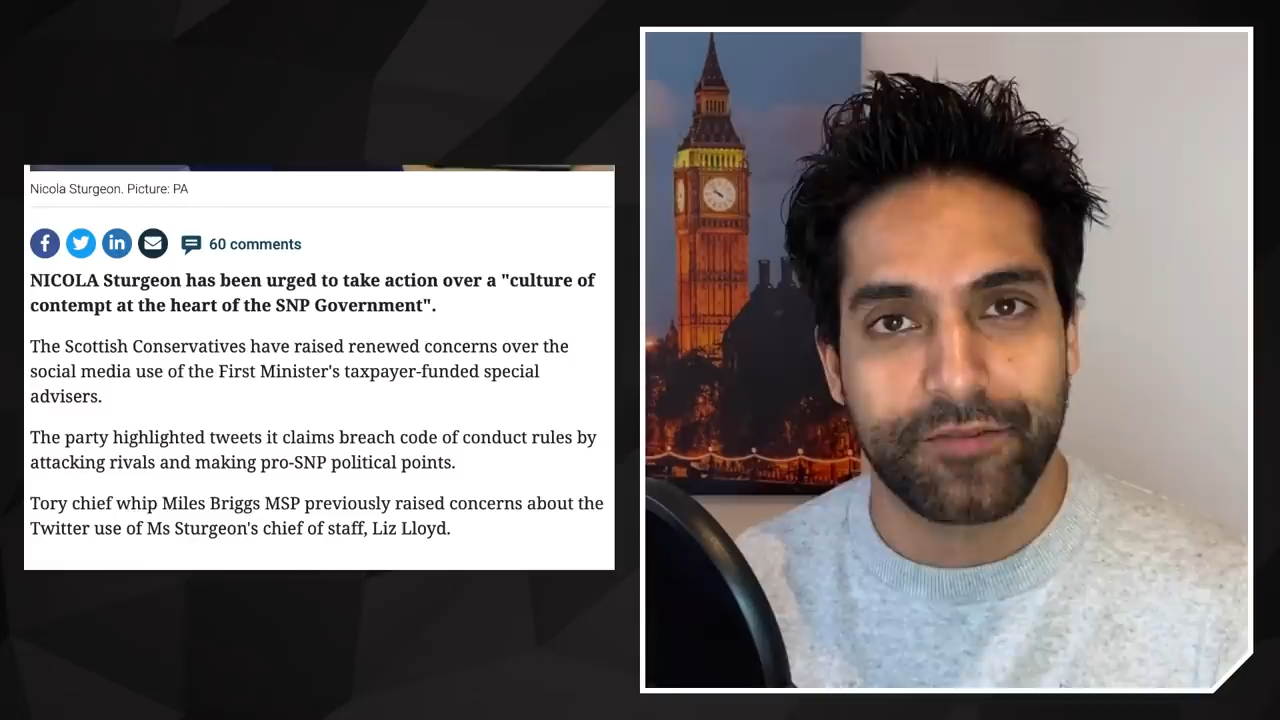 Nicola Sturgeon. Picture: PA
60 comments
NICOLA Sturgeon has been urged to take action over a "culture of
contempt at the heart of the SNP Government".
The Scottish Conservatives have raised renewed concerns over the
social media use of the First Minister's taxpayer-funded special
advisers.
The party highlighted tweets it claims breach code of conduct rules by
attacking rivals and making pro-SNP political points.
Tory chief whip Miles Briggs MSP previously raised concerns about the
Twitter use of Ms Sturgeon's chief of staff, Liz Lloyd.